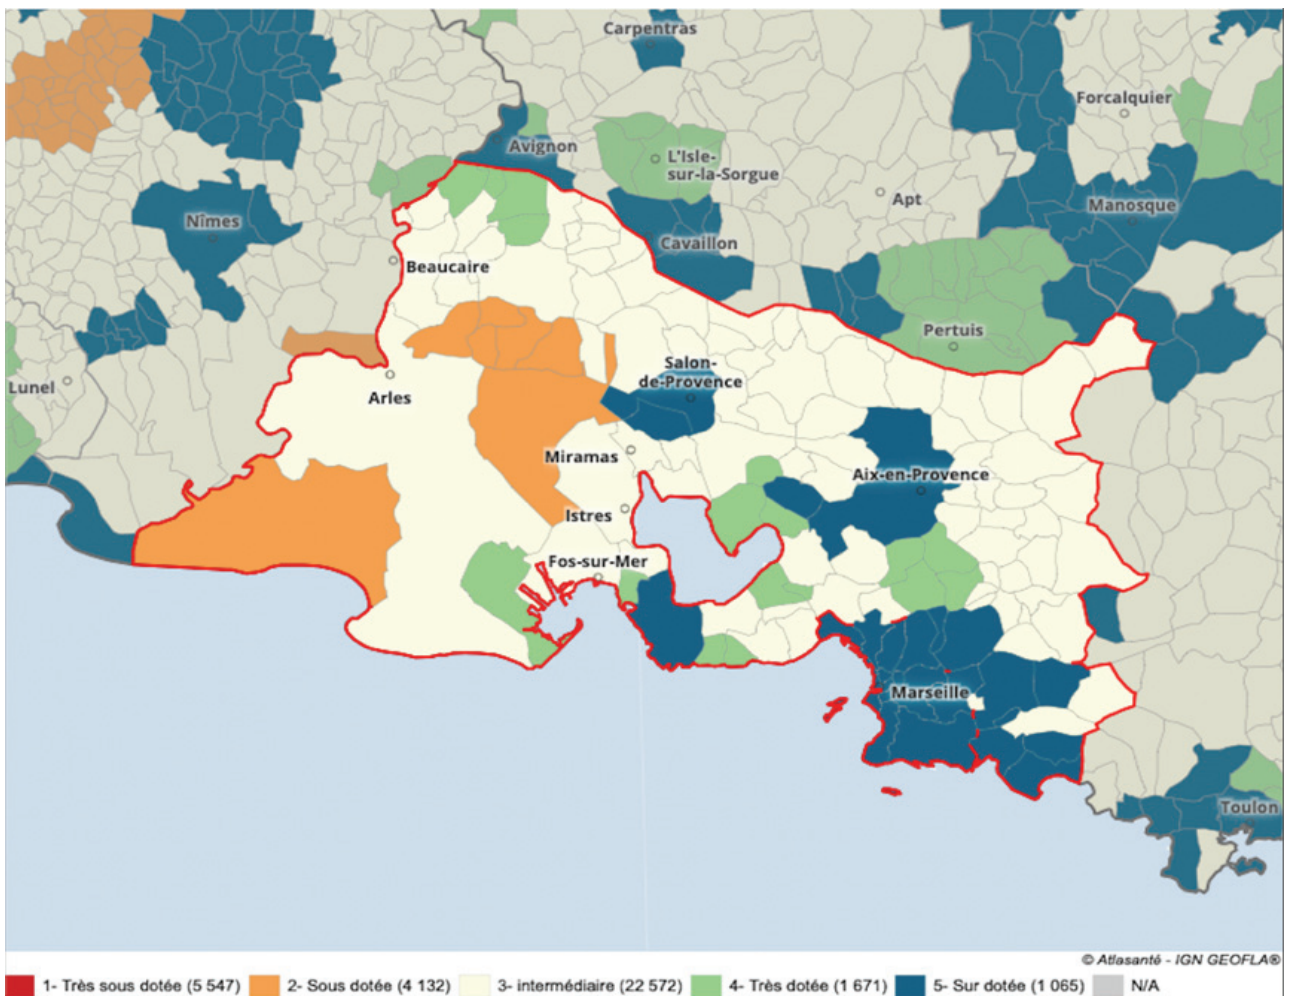 Carpentras
Forcalquier
Avignon
L'Isle-
sur-la-Sorgue
Apt
Manosque
Nîmes
Cavaillon
Beaucaire
Pertuis
Salon-
de-Provence
Lunel
Arles
Miramas
Aix-en-Provence
Istres
Fos-sur-Mer
Marseille
Toulon
© Atlasanté - IGN GEOFLA®
1- Très sous dotée (5 547) 2- Sous dotée (4 132) 3- intermédiaire (22 572) 4- Très dotée (1 671) 5- Sur dotée (1 065) N/A